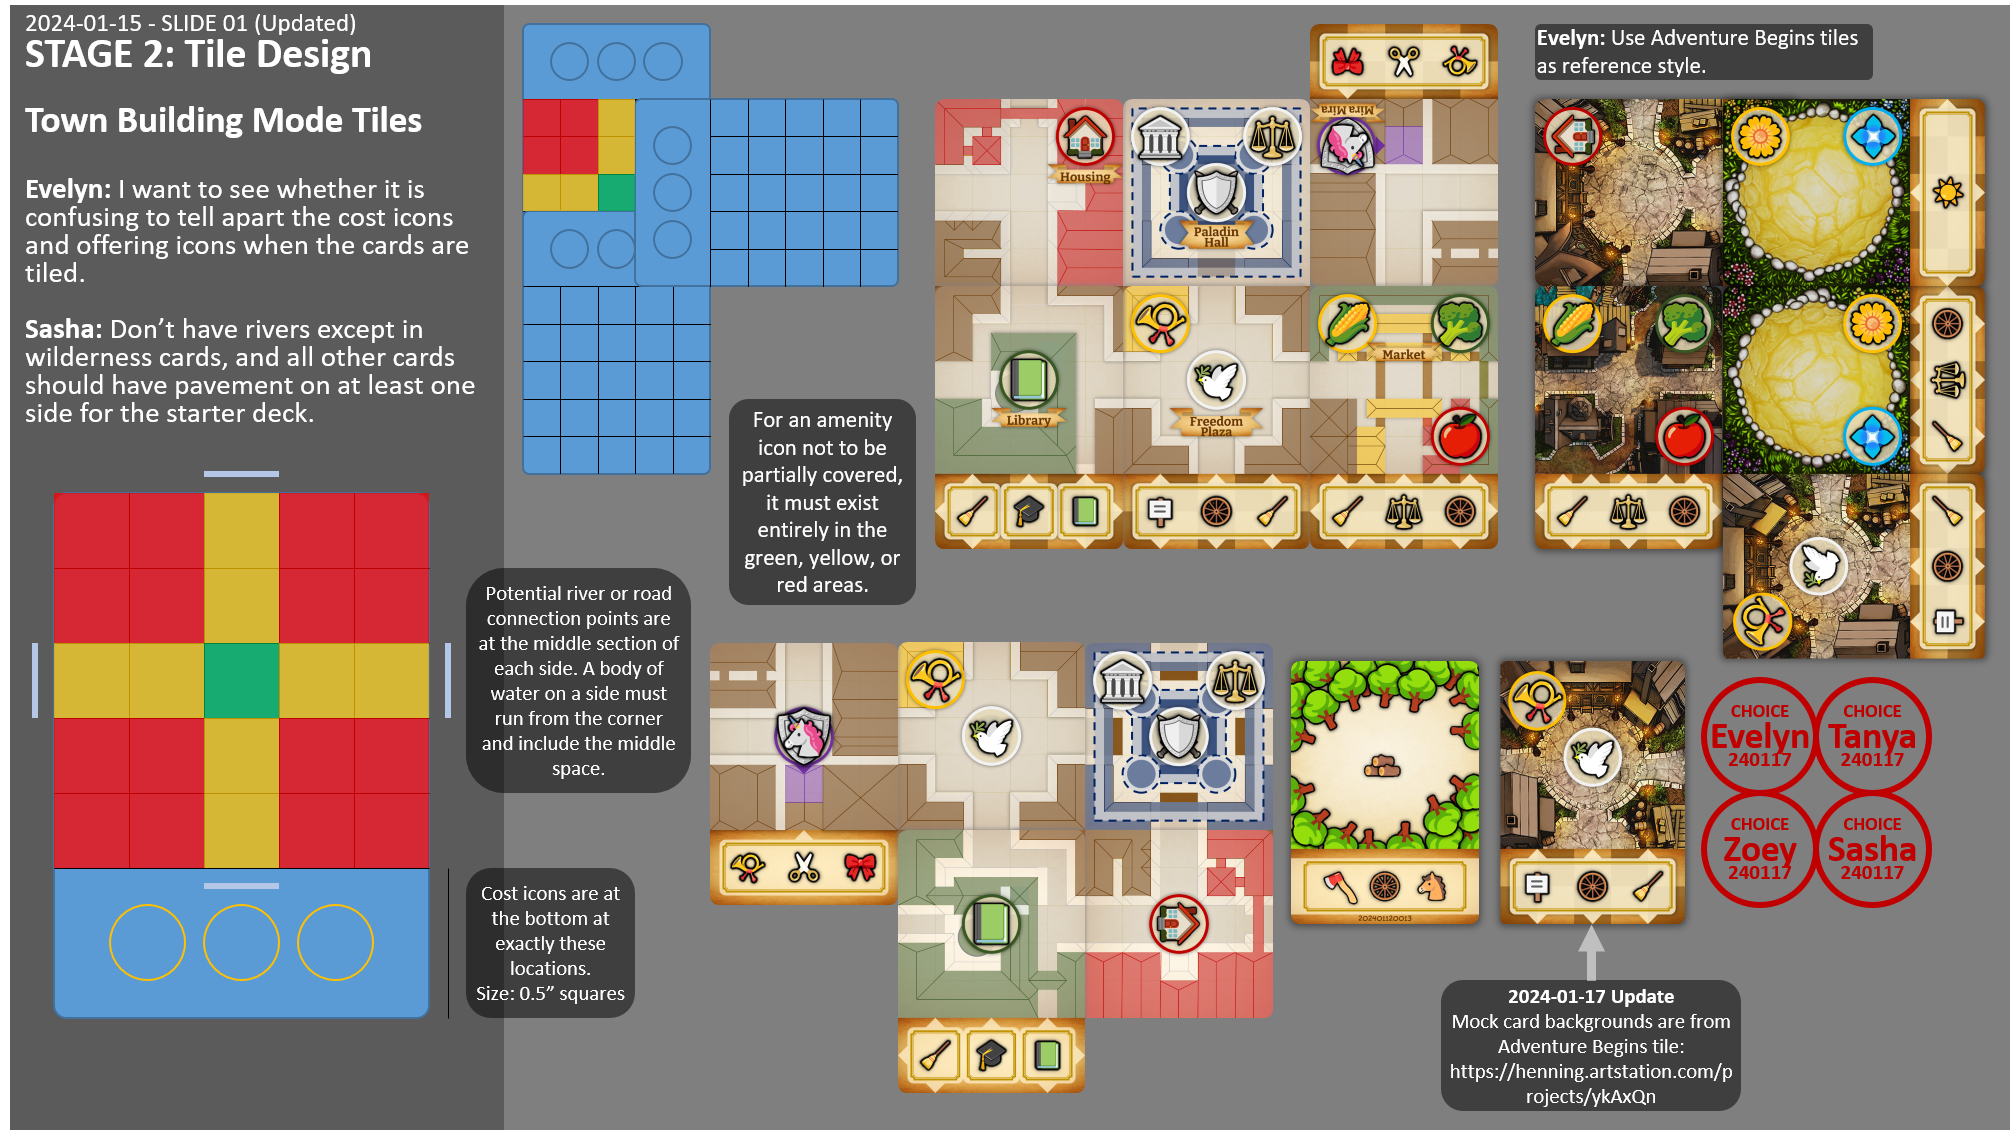 2024-01-15 - SLIDE 01 (Updated)
STAGE 2: Tile Design
Town Building Mode Tiles
Evelyn: I want to see whether it is
confusing to tell apart the cost icons
and offering icons when the cards are
tiled.
Sasha: Don’t have rivers except in
wilderness cards, and all other cards
should have pavement on at least one
side for the starter deck.
Potential river or road
connection points are
at the middle section of
each side. A body of
water on a side must
run from the corner
and include the middle
space.
Cost icons are at
the bottom at
exactly these
locations.
Size: 0.5” squares
For an amenity
icon not to be
partially covered,
it must exist
entirely in the
green, yellow, or
red areas.
Housing
Paladin
Hall
Mira Mira
Library
Freedom
Plaza
Market
Evelyn: Use Adventure Begins tiles
as reference style.
202401120013
CHOICE
Evelyn
240117
CHOICE
Tanya
240117
CHOICE
Zoey
240117
CHOICE
Sasha
240117
2024-01-17 Update
Mock card backgrounds are from
Adventure Begins tile:
https://henning.artstation.com/p
rojects/ykAxQn